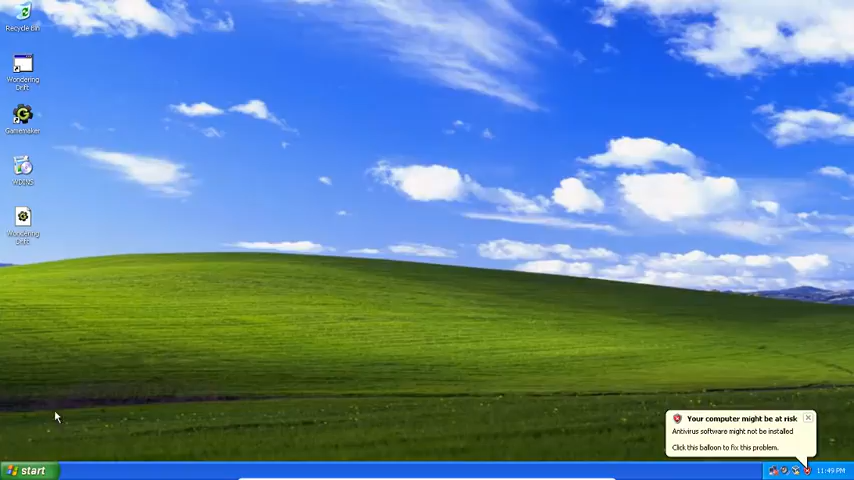 Recycle Bin
Wondering
Drift
Gamemaker
WDINS
Wondering
Drift
Your computer might be at risk
Antivirus software might not be installed
Click this balloon to fix this problem.
start
11:49 PM